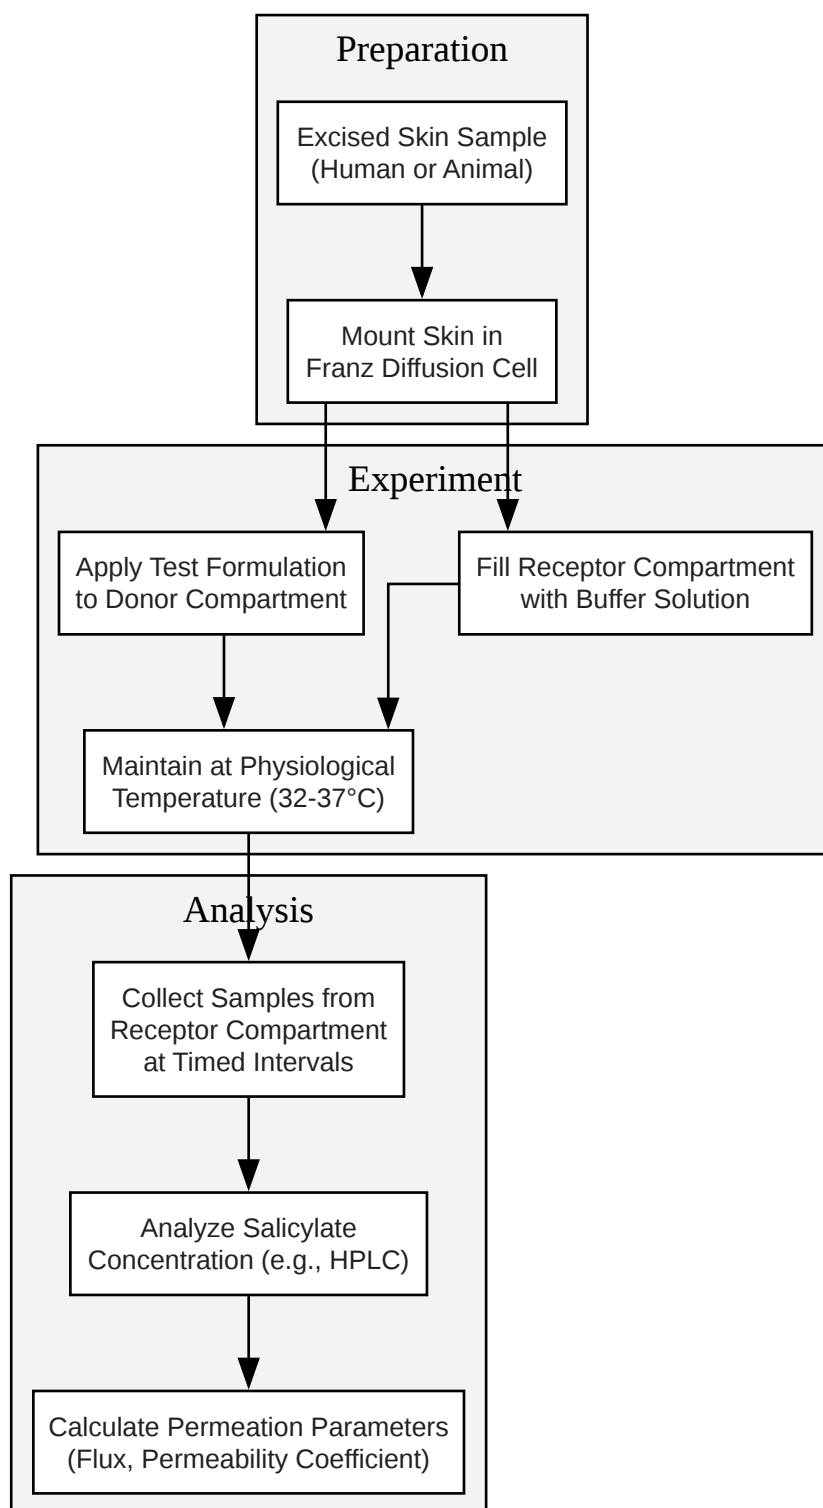 Preparation
Excised Skin Sample
(Human or Animal)
Mount Skin in
Franz Diffusion Cell
Experiment
Apply Test Formulation
to Donor Compartment
Fill Receptor Compartment
with Buffer Solution
Maintain at Physiological
Temperature (32-37°C)
Analysis
Collect Samples from
Receptor Compartment
at Timed Intervals
Analyze Salicylate
Concentration (e.g., HPLC)
Calculate Permeation Parameters
(Flux, Permeability Coefficient)